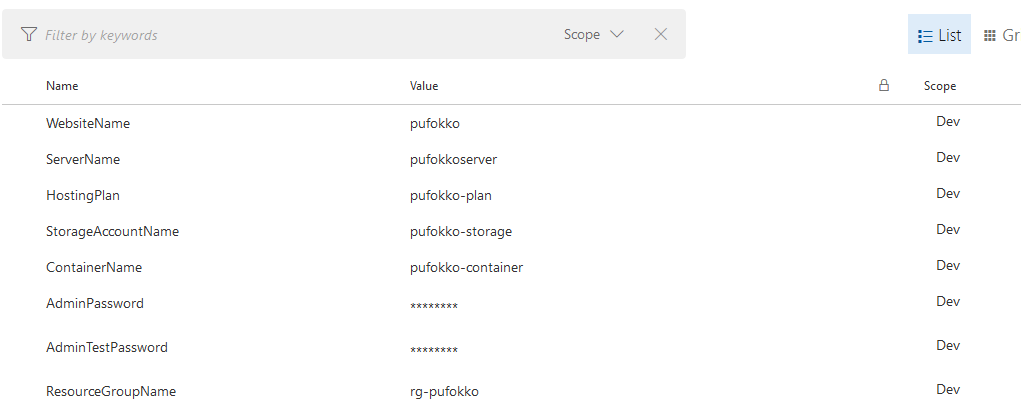 Filter by keywords Scope List Gr
Name Value Scope
WebsiteName pufokko Dev
ServerName pufokkoserver Dev
HostingPlan pufokko-plan Dev
StorageAccountName pufokko-storage Dev
ContainerName pufokko-container Dev
AdminPassword ******** Dev
AdminTestPassword ******** Dev
ResourceGroupName rg-pufokko Dev